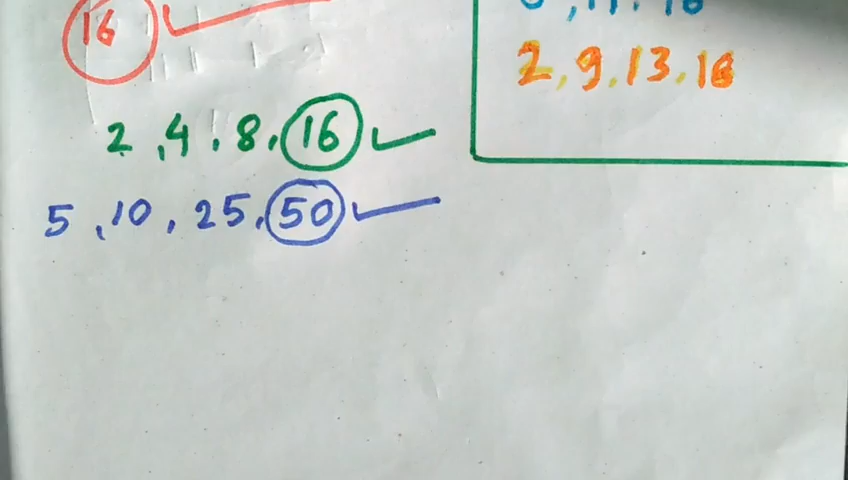 16
2, 4, 8, 16
5, 10, 25, 50
2, 9, 13, 16